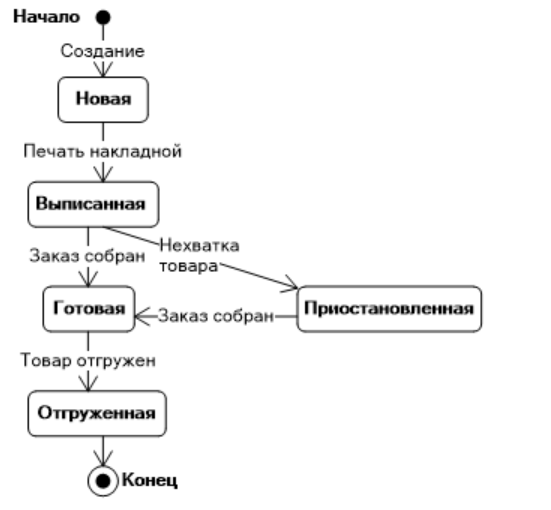 Начало
Создание
Новая
Печать накладной
Выписанная
Заказ собран
Нехватка
товара
Готовая
Заказ собран
Приостановленная
Товар отгружен
Отгруженная
Конец